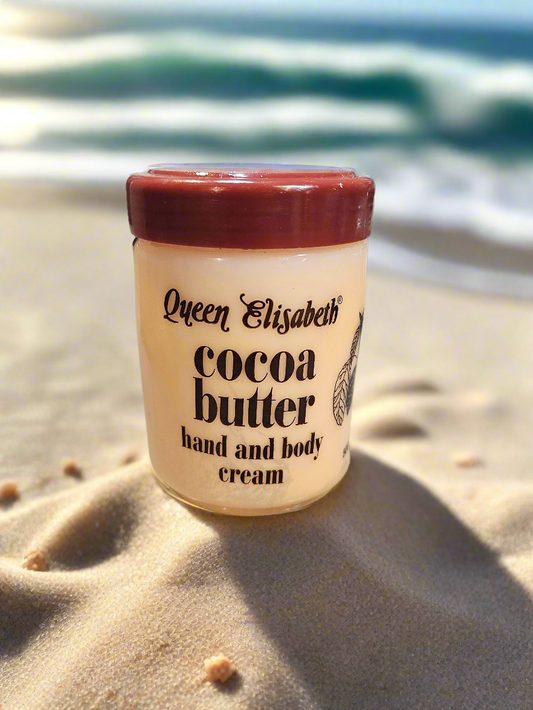 Queen Elisabeth®
cocoa
butter
hand and body
cream